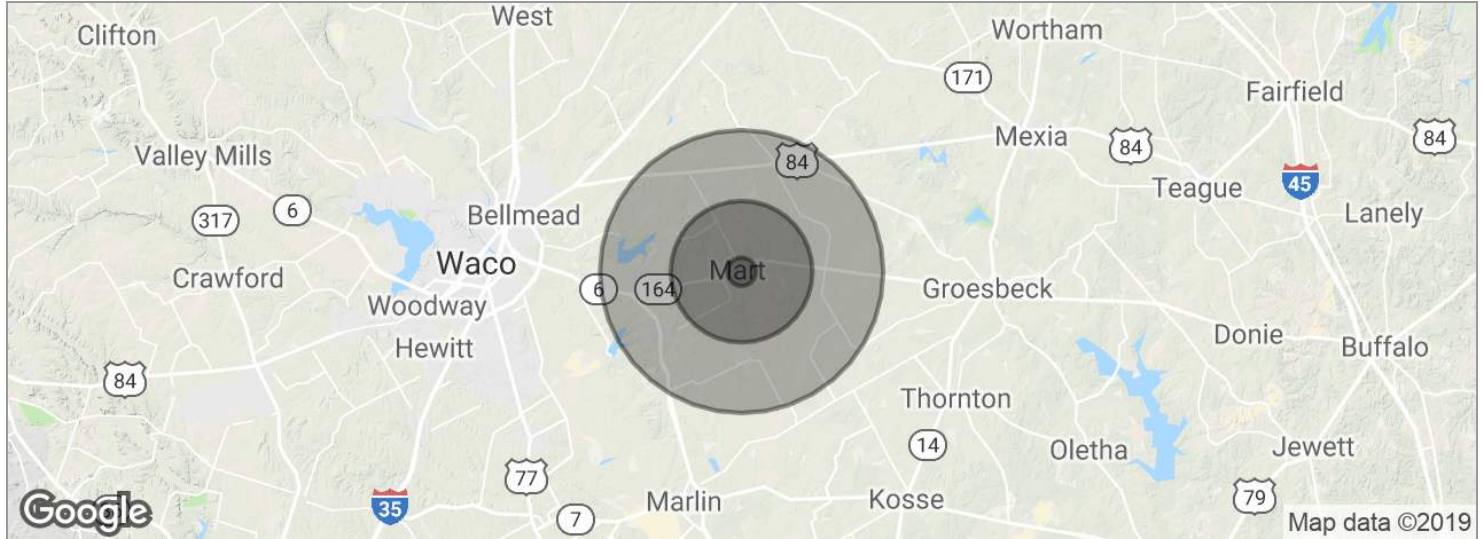 West
Clifton
Wortham
171
Fairfield
Mexia
84
84
84
Valley Mills
Teague
45
6
317
Bellmead
Lanely
Waco
Mart
Crawford
6
164
Groesbeck
Woodway
Donie
Hewitt
Buffalo
84
Thornton
14
Oletha
Jewett
77
Marlin
Kosse
79
35
7
Google
Map data ©2019